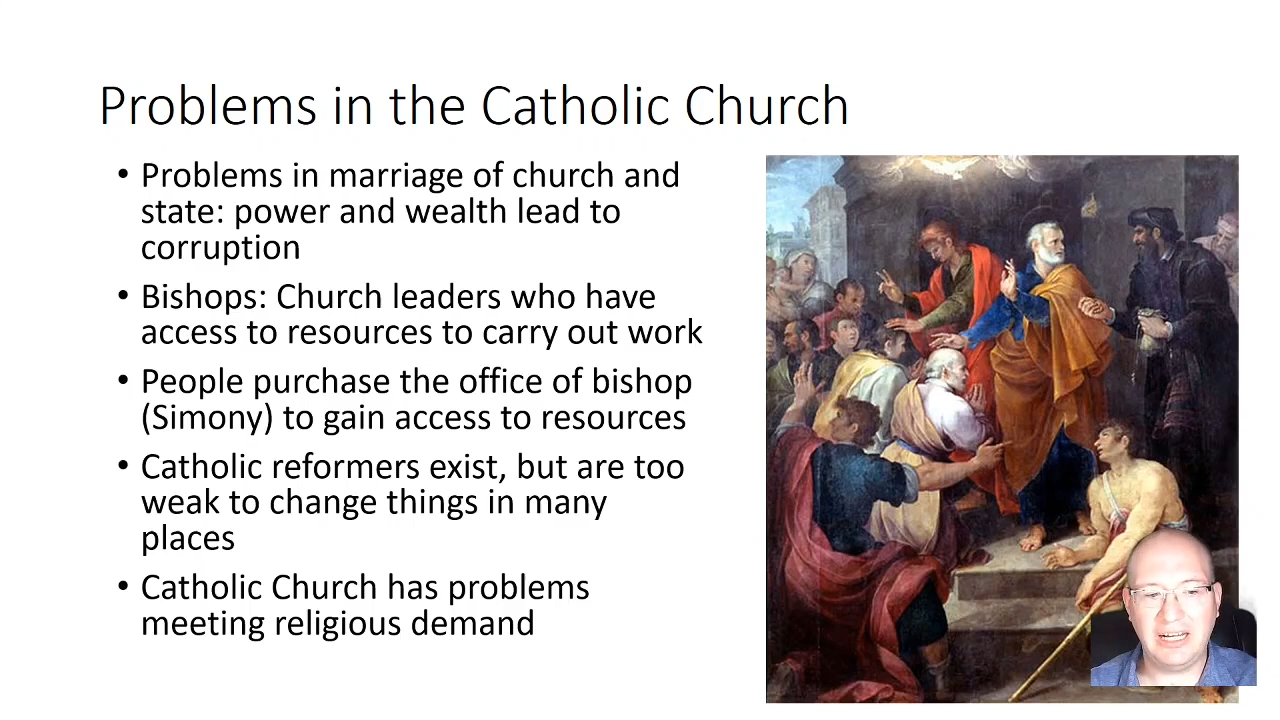 Problems in the Catholic Church
• Problems in marriage of church and
state: power and wealth lead to
corruption
• Bishops: Church leaders who have
access to resources to carry out work
• People purchase the office of bishop
(Simony) to gain access to resources
• Catholic reformers exist, but are too
weak to change things in many
places
• Catholic Church has problems
meeting religious demand